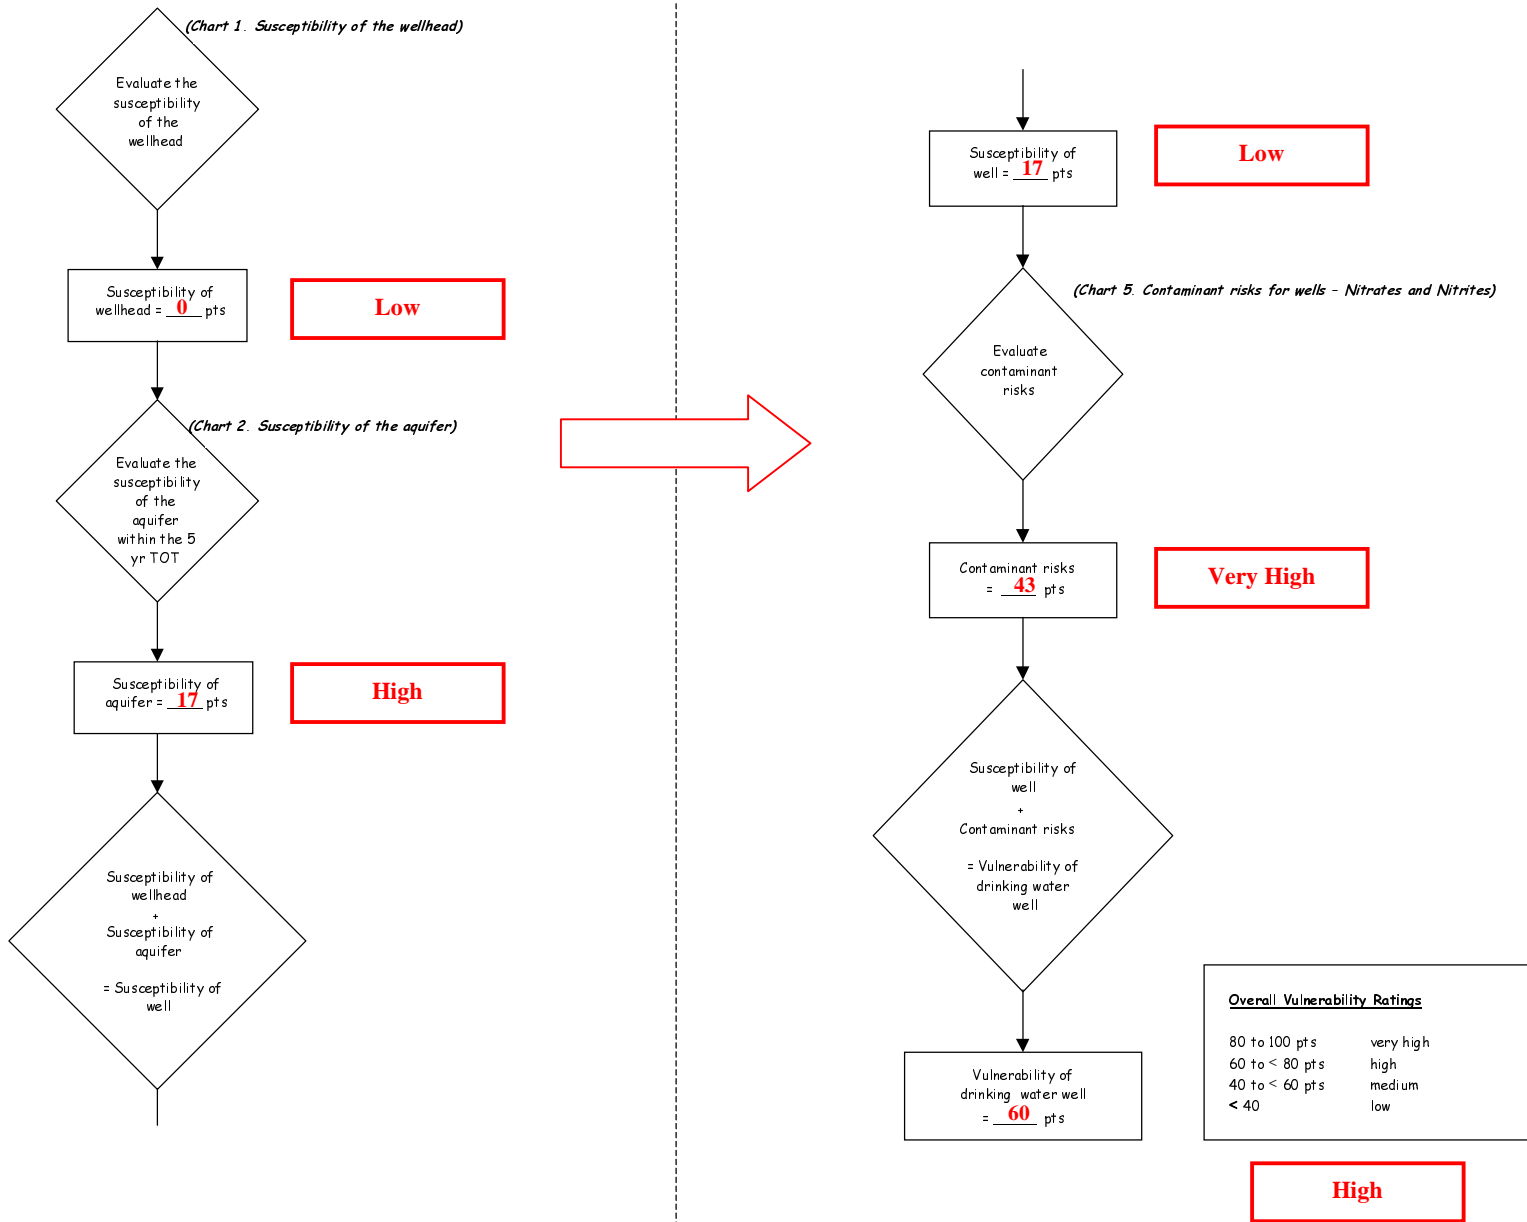 (Chart 1. Susceptibility of the wellhead)
Evaluate the
susceptibility
of the
wellhead
Susceptibility of
wellhead = 0 pts
Low
(Chart 2. Susceptibility of the aquifer)
Evaluate the
susceptibility
of the
aquifer
within the 5
yr TOT
Susceptibility of
aquifer = 17 pts
High
Susceptibility of
wellhead
+
Susceptibility of
aquifer
= Susceptibility of
well
Susceptibility of
well = 17 pts
Low
(Chart 5. Contaminant risks for wells - Nitrates and Nitrites)
Evaluate
contaminant
risks
Contaminant risks
= 43 pts
Very High
Susceptibility of
well
+
Contaminant risks
= Vulnerability of
drinking water
well
Vulnerability of
drinking water well
= 60 pts
Overall Vulnerability Ratings
80 to 100 pts very high
60 to < 80 pts high
40 to < 60 pts medium
< 40 low
High